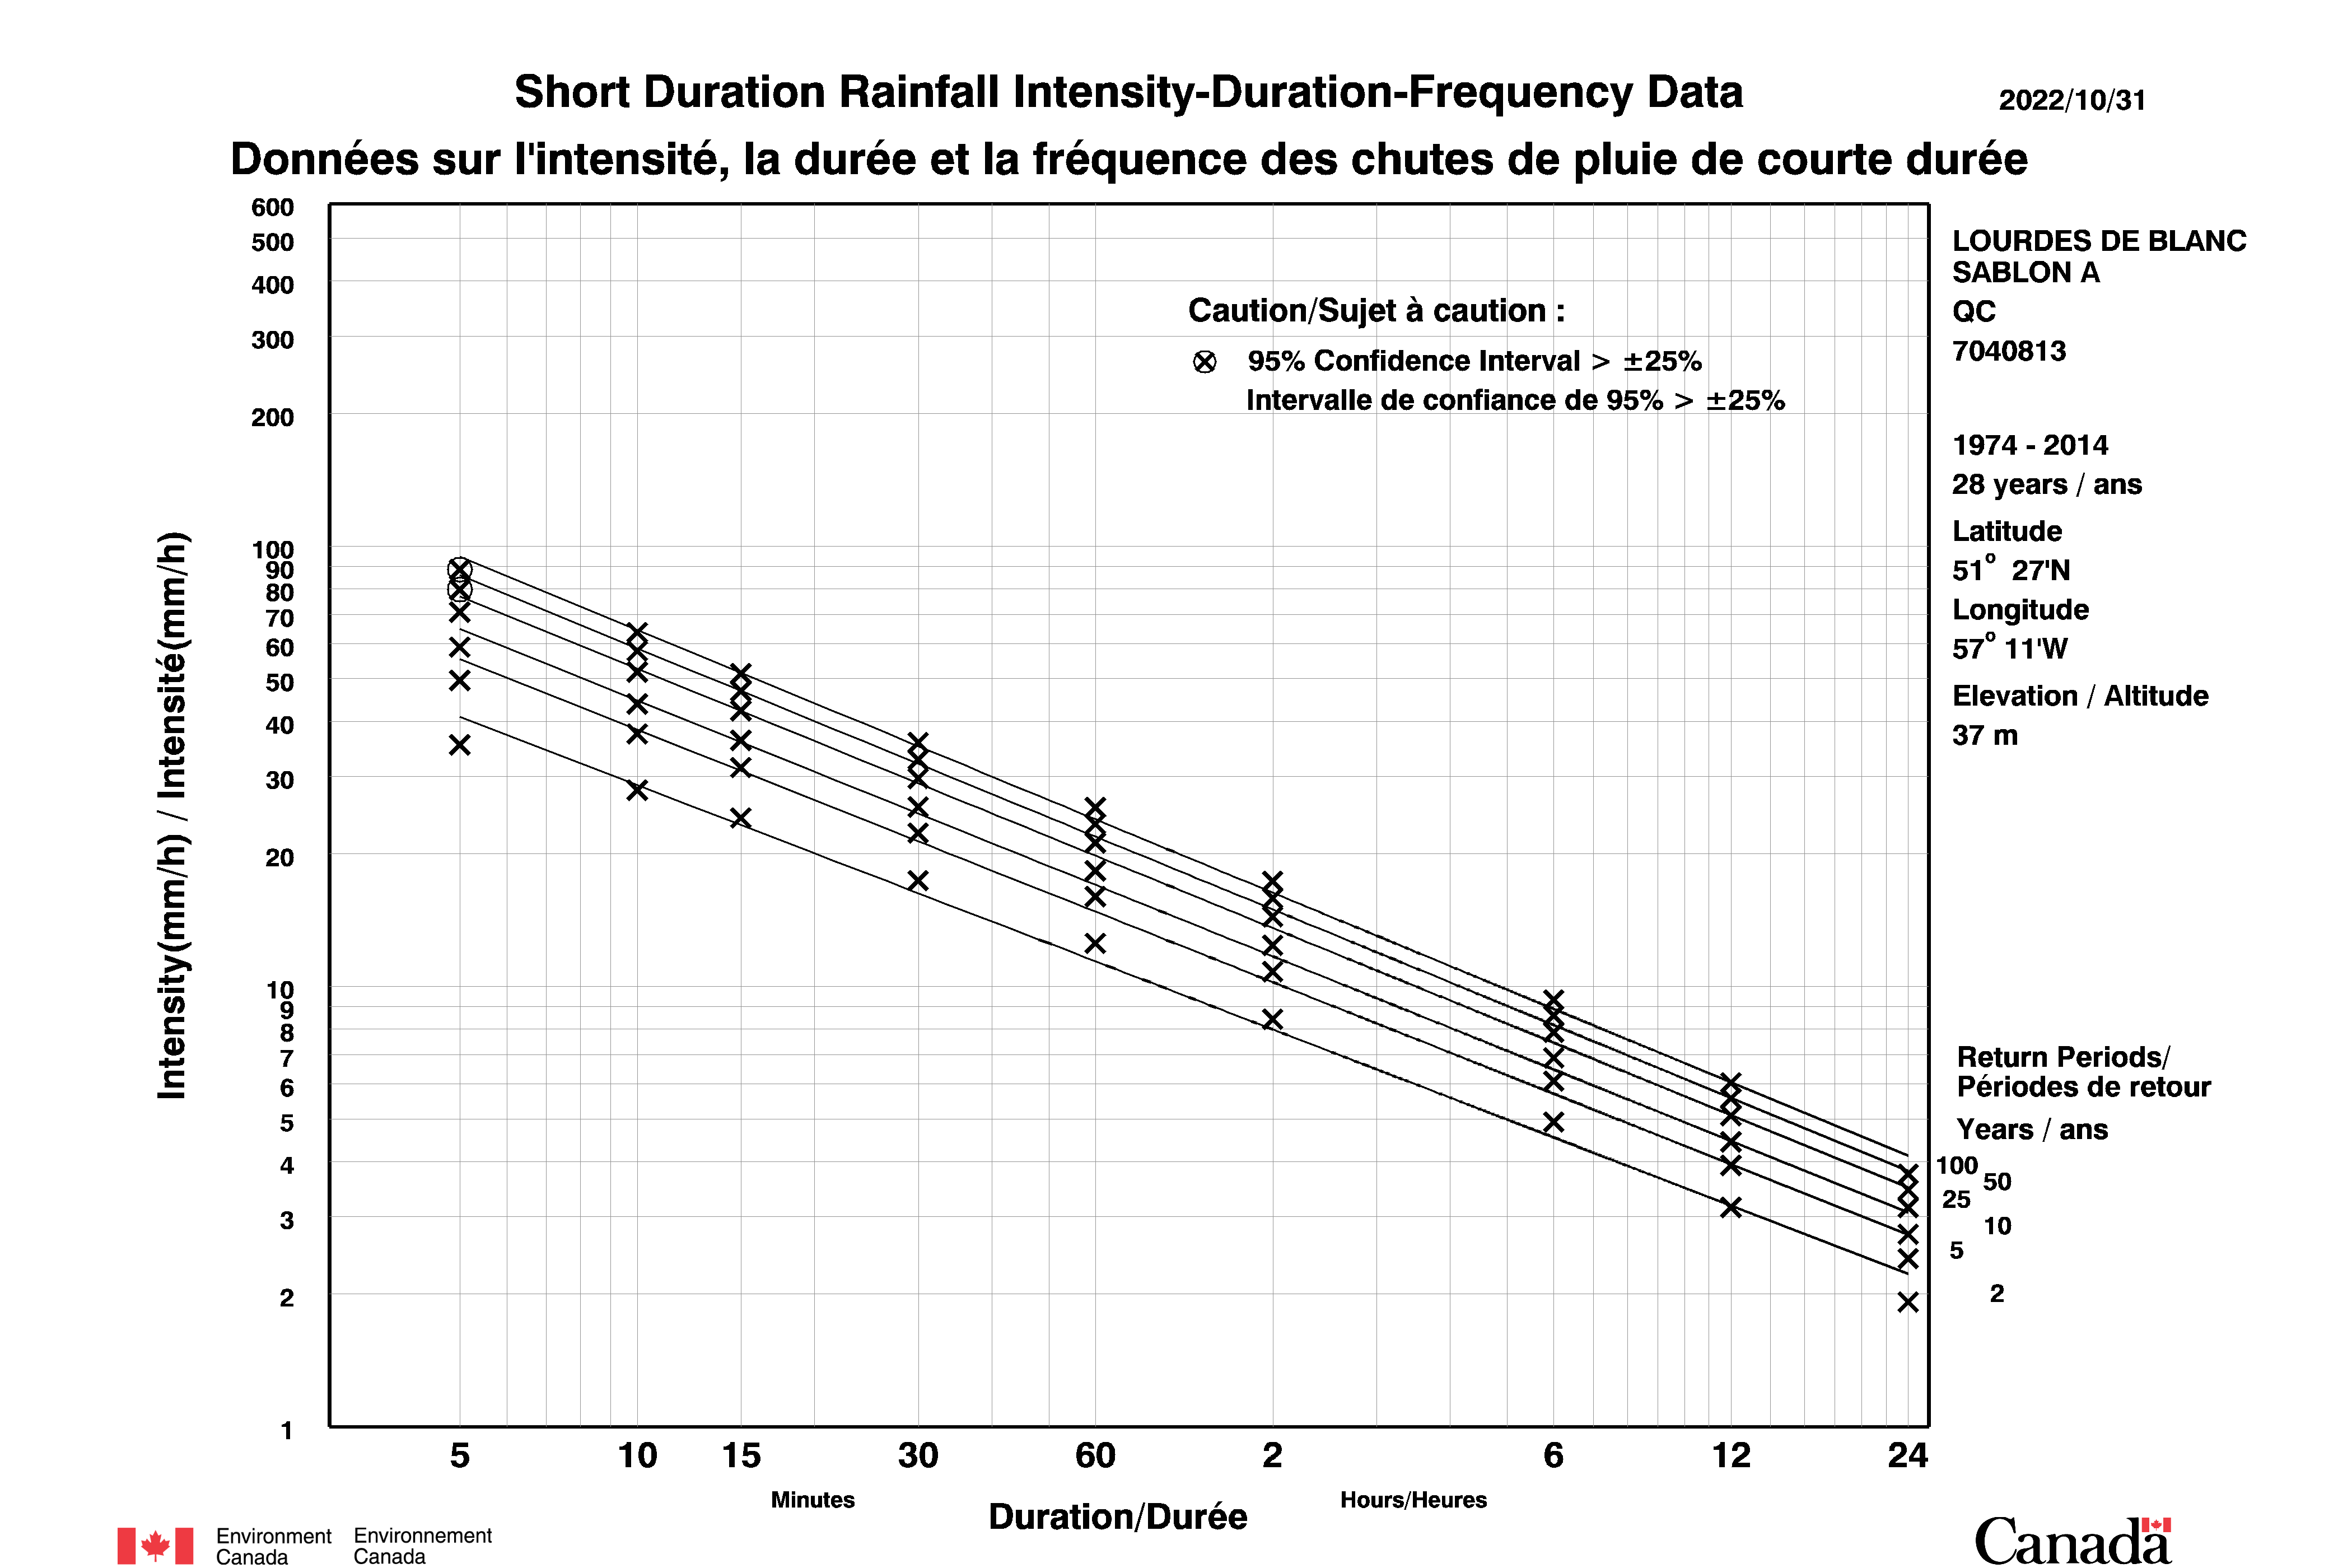 Short Duration Rainfall Intensity-Duration-Frequency Data
2022/10/31
Données sur l'intensité, la durée et la fréquence des chutes de pluie de courte durée
600
500
400
300
200
100
90
80
70
60
50
40
30
20
10
9
8
7
6
5
4
3
2
1
Intensity(mm/h) / Intensité(mm/h)
Caution/Sujet à caution :
95% Confidence Interval > ±25%
Intervalle de confiance de 95% > ±25%
LOURDES DE BLANC
SABLON A
QC
7040813
1974 - 2014
28 years / ans
Latitude
51° 27'N
Longitude
57° 11'W
Elevation / Altitude
37 m
Return Periods/
Périodes de retour
Years / ans
100
50
25
10
5
2
5 10 15 30 60 2 6 12 24
Minutes
Hours/Heures
Duration/Durée
Environment Environnement
Canada Canada
Canada